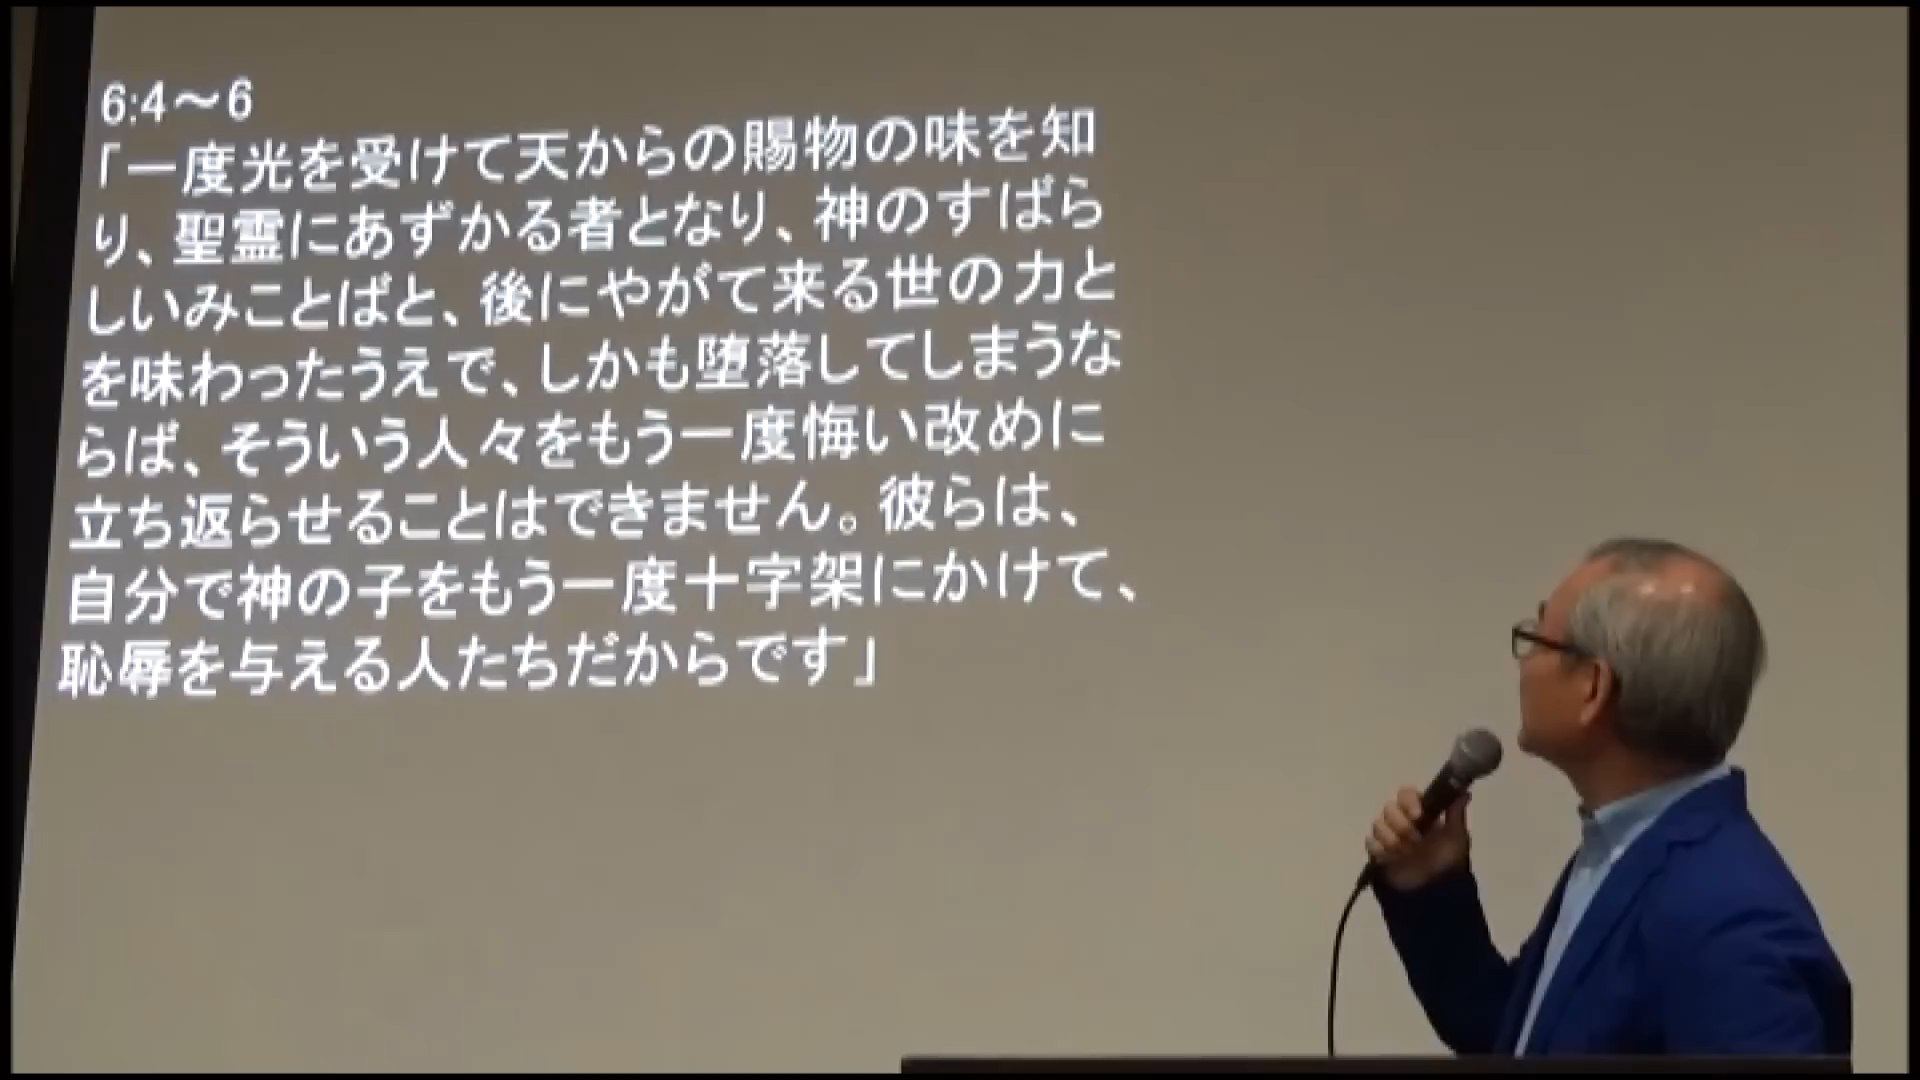 6:4～6
「一度光を受けて天からの賜物の味を知
り、聖霊にあずかる者となり、神のすばら
しいみことばと、後にやがて来る世の力と
を味わったうえで、しかも堕落してしまうな
らば、そういう人々をもう一度悔い改めに
立ち返らせることはできません。彼らは、
自分で神の子をもう一度十字架にかけて、
恥辱を与える人たちだからです」